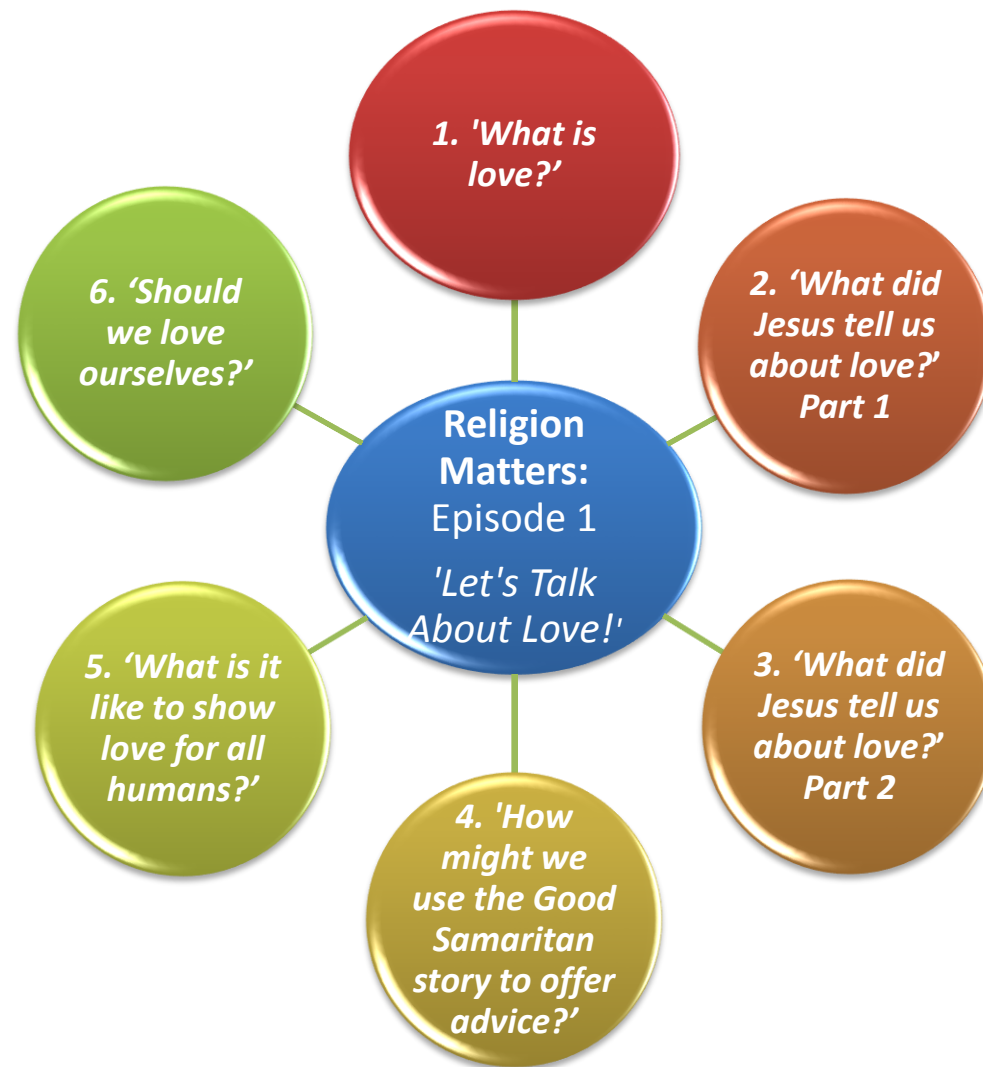 1. 'What is
love?’
2. ‘What did
Jesus tell us
about love?’
Part 1
3. ‘What did
Jesus tell us
about love?’
Part 2
4. 'How
might we
use the Good
Samaritan
story to offer
advice?’
5. ‘What is it
like to show
love for all
humans?’
6. ‘Should
we love
ourselves?’
Religion
Matters:
Episode 1
'Let's Talk
About Love!'